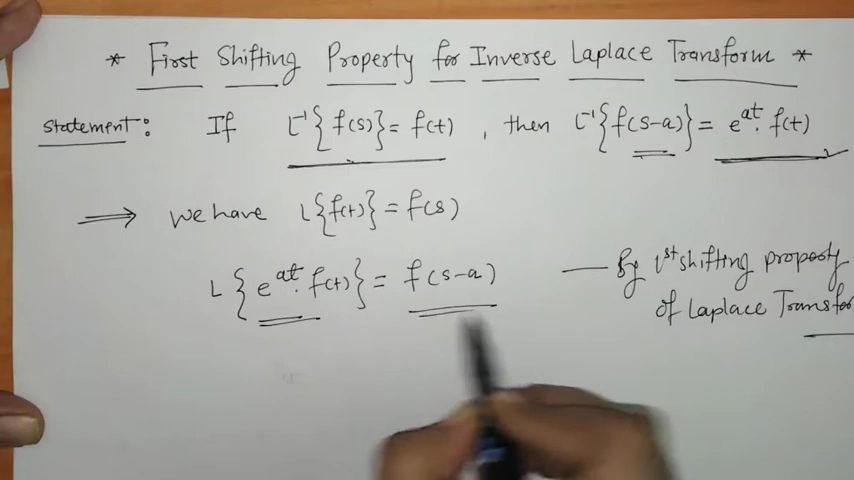 * First Shifting Property for Inverse Laplace Transform *
Statement: If L⁻¹{f(s)} = f(t), then L⁻¹{f(s-a)} = e^at. f(t)
⟹ we have L{f(t)} = f(s)
L{e^at. f(t)} = f(s-a) — By 1st shifting property
of Laplace Transfor